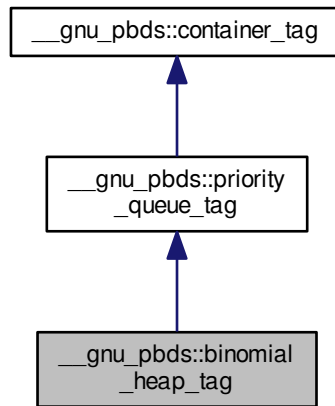 __gnu_pbds::container_tag
__gnu_pbds::priority
_queue_tag
__gnu_pbds::binomial
_heap_tag